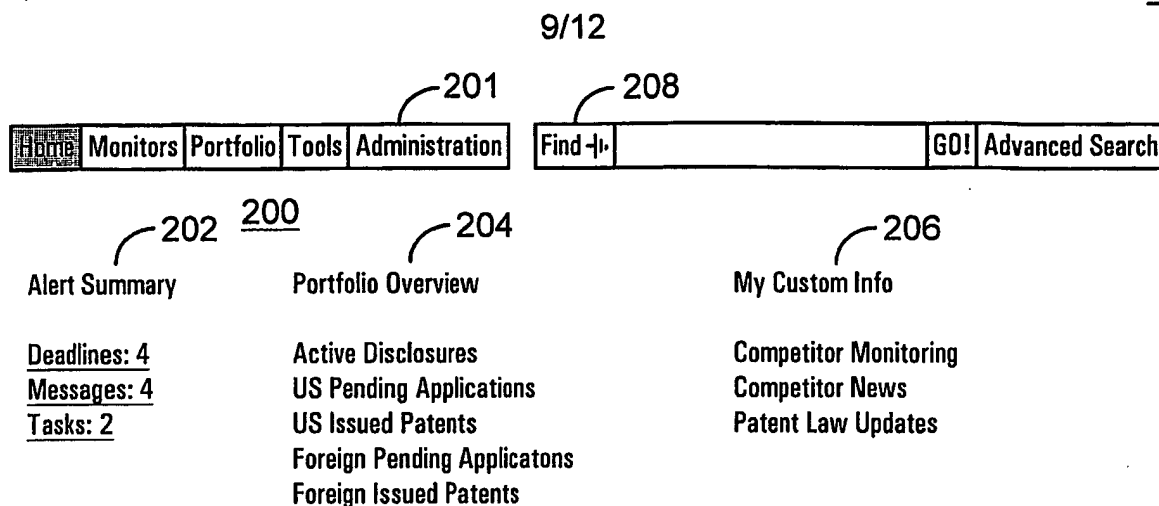 9/12
201 208
Home Monitors Portfolio Tools Administration Find GO! Advanced Search
202 200 204 206
Alert Summary Portfolio Overview My Custom Info
Deadlines: 4 Active Disclosures Competitor Monitoring
Messages: 4 US Pending Applications Competitor News
Tasks: 2 US Issued Patents Patent Law Updates
Foreign Pending Applicatons
Foreign Issued Patents